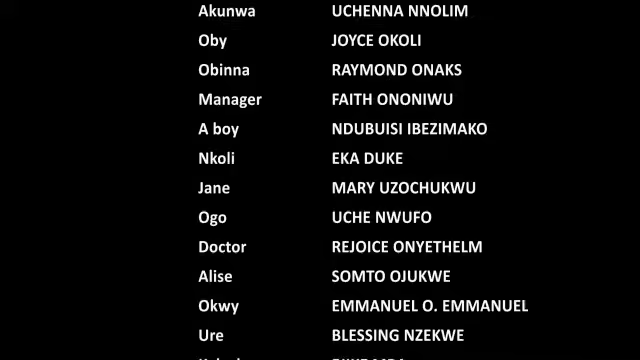 Akunwa UCHENNA NNOLIM
Oby JOYCE OKOLI
Obinna RAYMOND ONAKS
Manager FAITH ONONIWU
A boy NDUBUISI IBEZIMAKO
Nkoli EKA DUKE
Jane MARY UZOCHUKWU
Ogo UCHE NWUFO
Doctor REJOICE ONYETHELM
Alise SOMTO OJUKWE
Okwy EMMANUEL O. EMMANUEL
Ure BLESSING NZEKWE